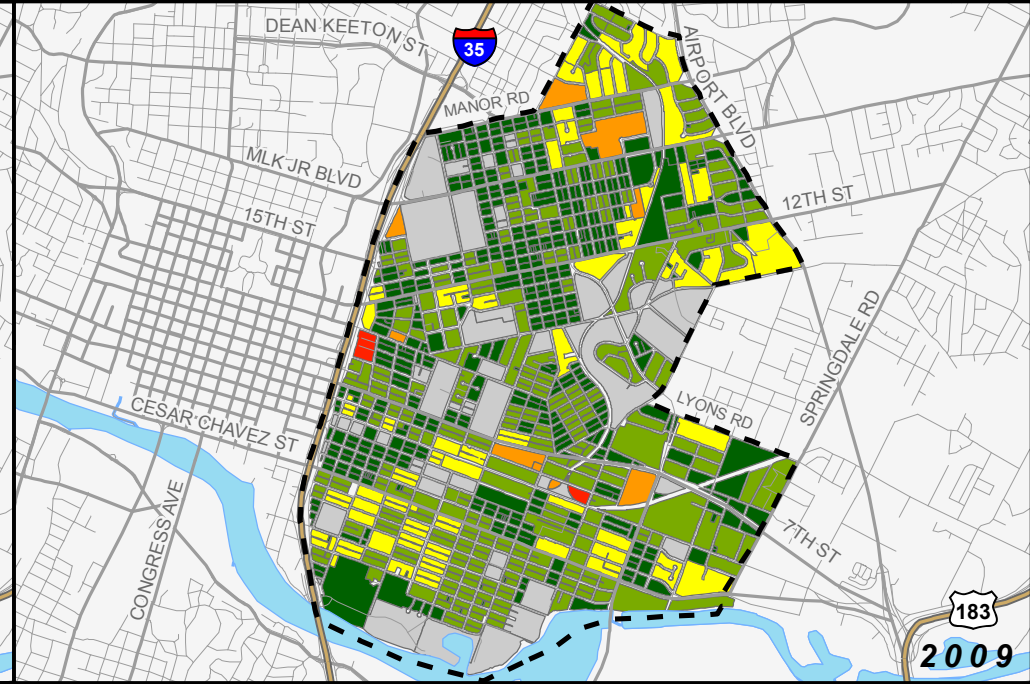 DEAN KEETON ST
35
AIRPORT BLVD
MANOR RD
MLK JR BLVD
12TH ST
15TH ST
SPRINGDALE RD
LYONS RD
CESAR CHAVEZ ST
CONGRESS AVE
7TH ST
183
2009